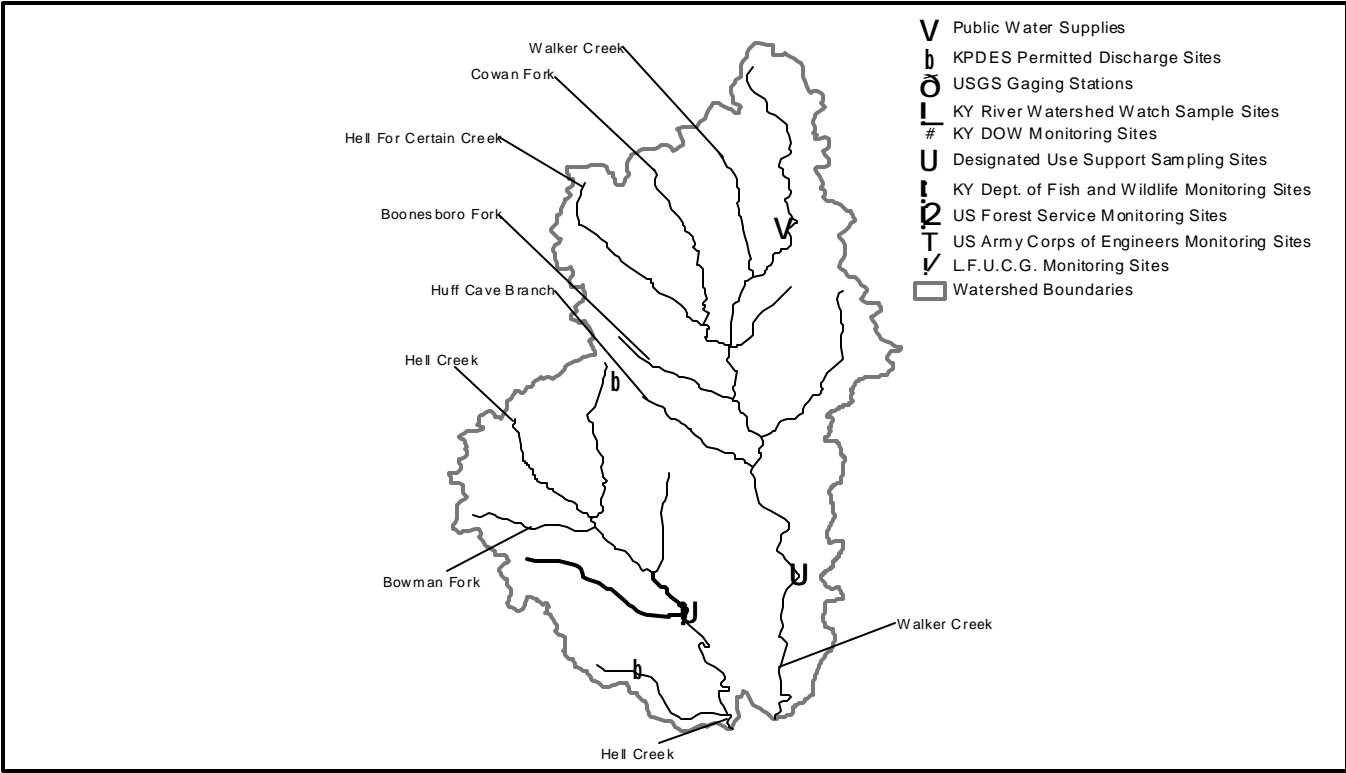 Walker Creek
Cowan Fork
Hell For Certain Creek
Boonesboro Fork
Huff Cave Branch
Hell Creek
Bowman Fork
Walker Creek
Hell Creek
V
b
U
U
b
V Public Water Supplies
b KPDES Permitted Discharge Sites
ð USGS Gaging Stations
KY River Watershed Watch Sample Sites
# KY DOW Monitoring Sites
U Designated Use Support Sampling Sites
KY Dept. of Fish and Wildlife Monitoring Sites
US Forest Service Monitoring Sites
T US Army Corps of Engineers Monitoring Sites
L.F.U.C.G. Monitoring Sites
Watershed Boundaries